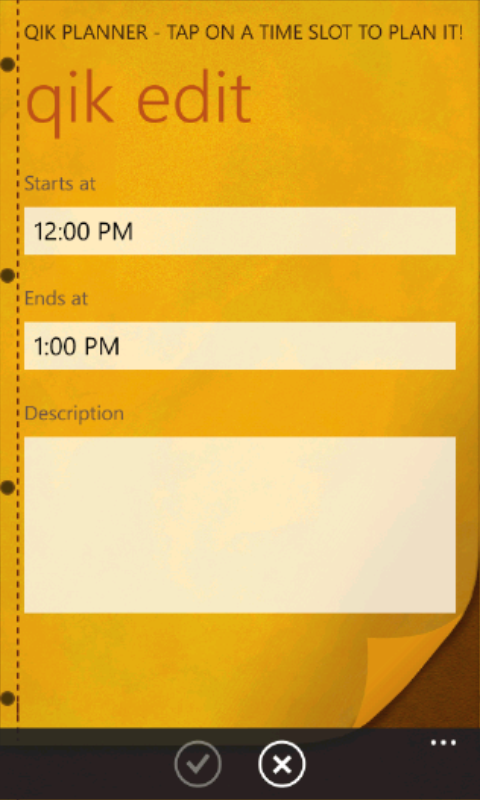 QIK PLANNER - TAP ON A TIME SLOT TO PLAN IT!
qik edit
Starts at
12:00 PM
Ends at
1:00 PM
Description